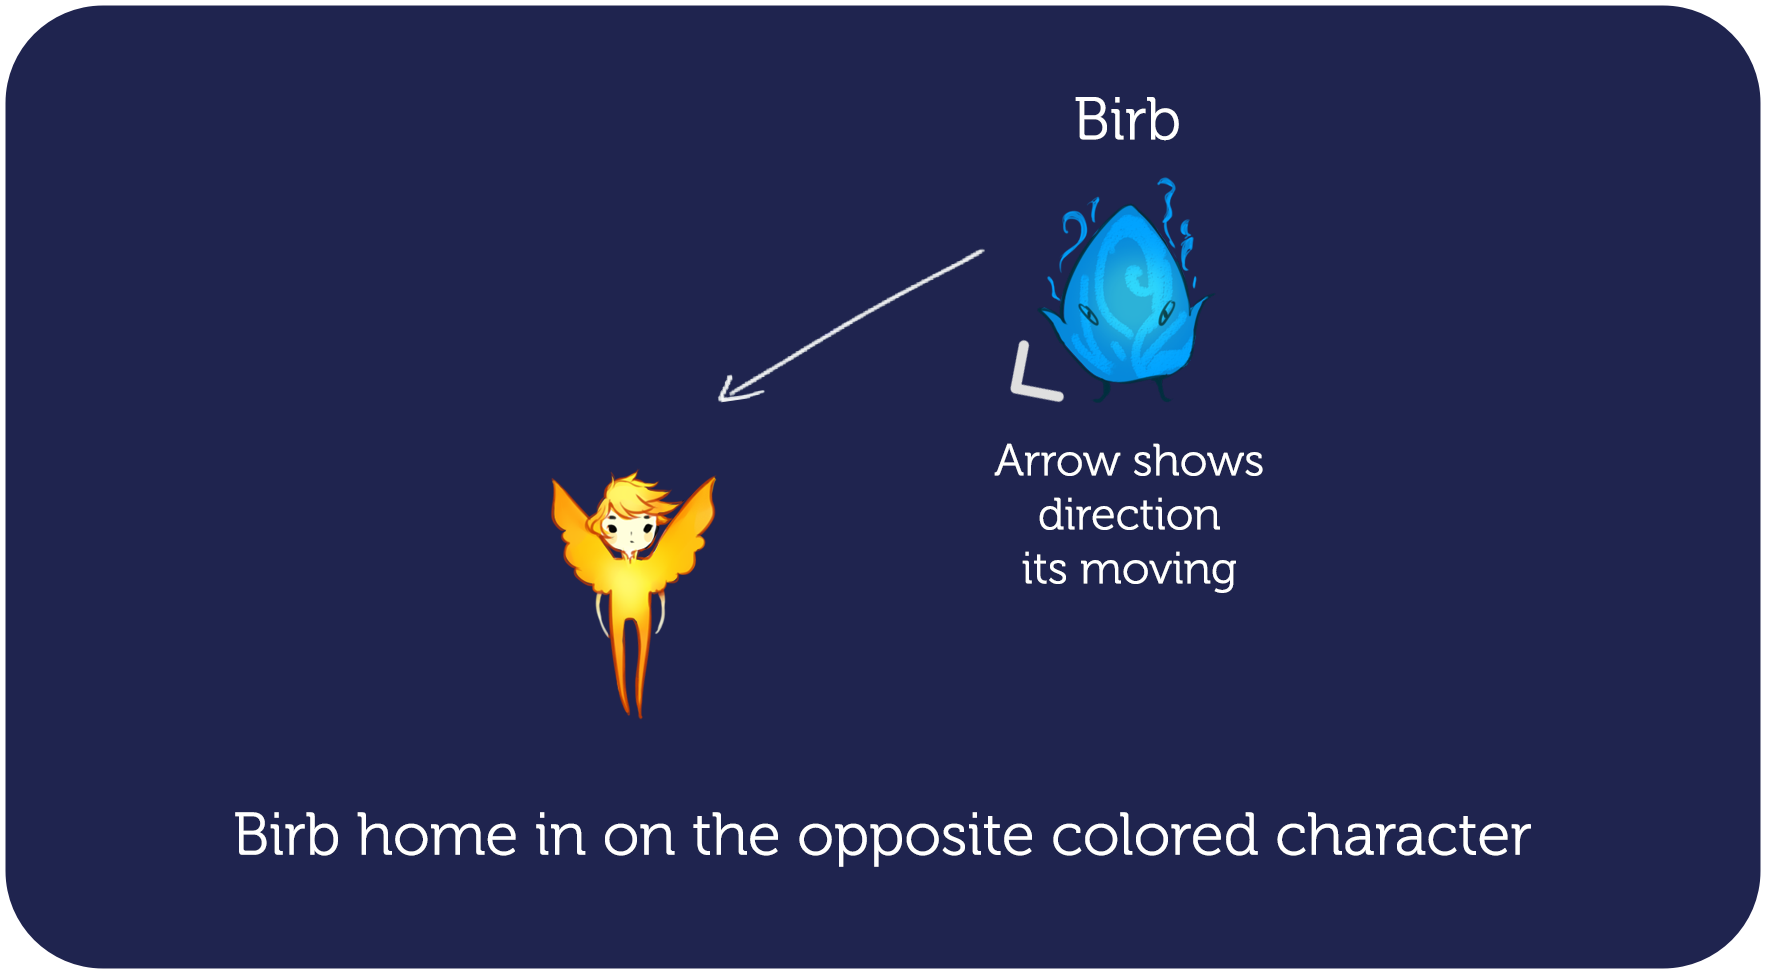 Birb
Arrow shows
direction
its moving
Birb home in on the opposite colored character